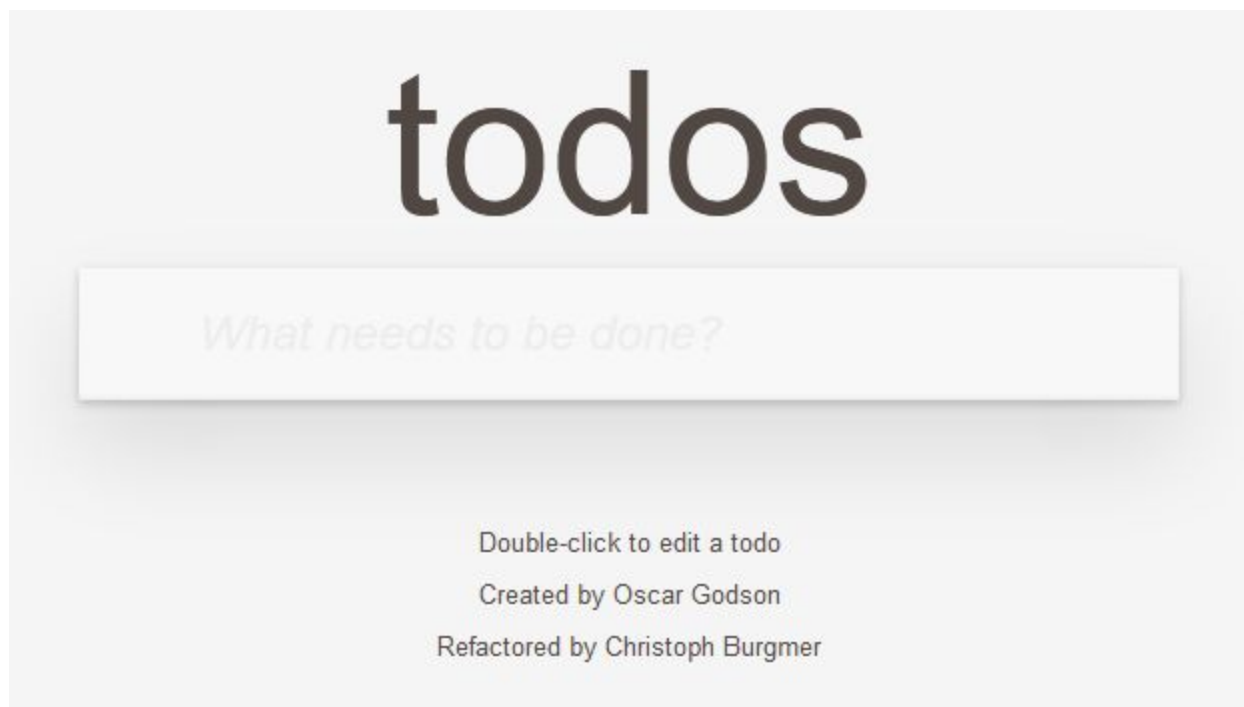 todos
What needs to be done?
Double-click to edit a todo
Created by Oscar Godson
Refactored by Christoph Burgmer